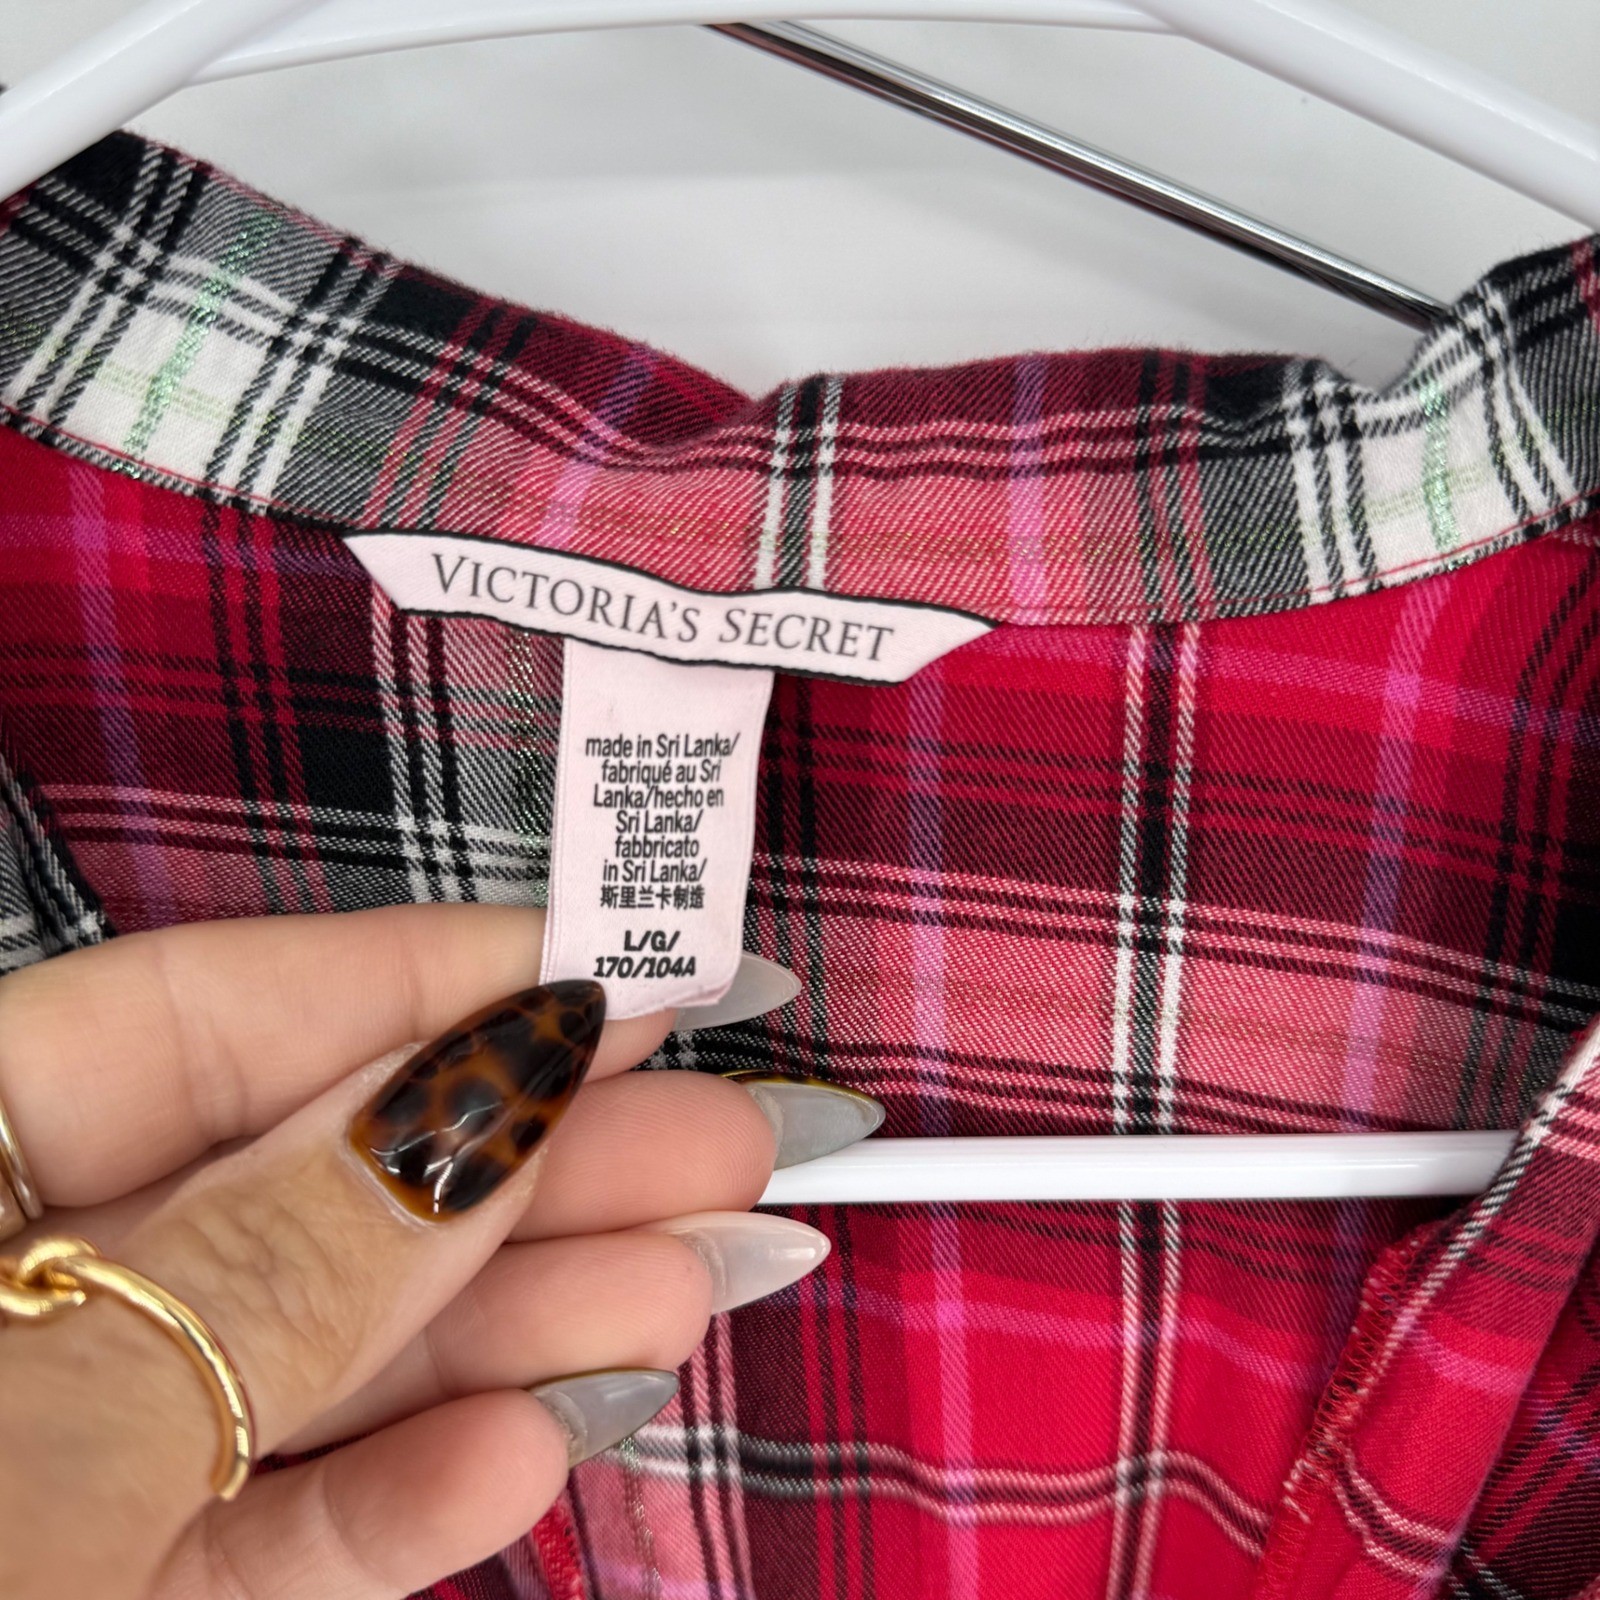 VICTORIA'S SECRET
made in Sri Lanka/
fabriqué au Sri
Lanka/hecho en
Sri Lanka/
fabbricato
in Sri Lanka/
斯里兰卡制造
L/G/
170/104A